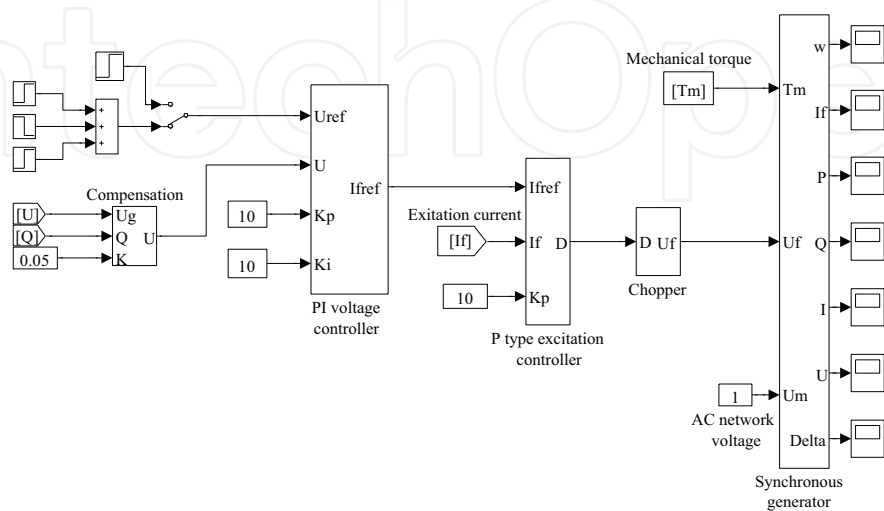 ntechOpe
Mechanical torque
[Tm]
Tm
w
If
P
Uf
Q
I
U
Um
Delta
Synchronous
generator
+
+
+
Uref
U
Ifref
Kp
Ki
PI voltage
controller
10
10
Compensation
[U]
[Q]
0.05
Ug
Q
U
K
Exitation current
[If]
10
Ifref
If
D
Kp
P type excitation
controller
D Uf
Chopper
1
AC network
voltage